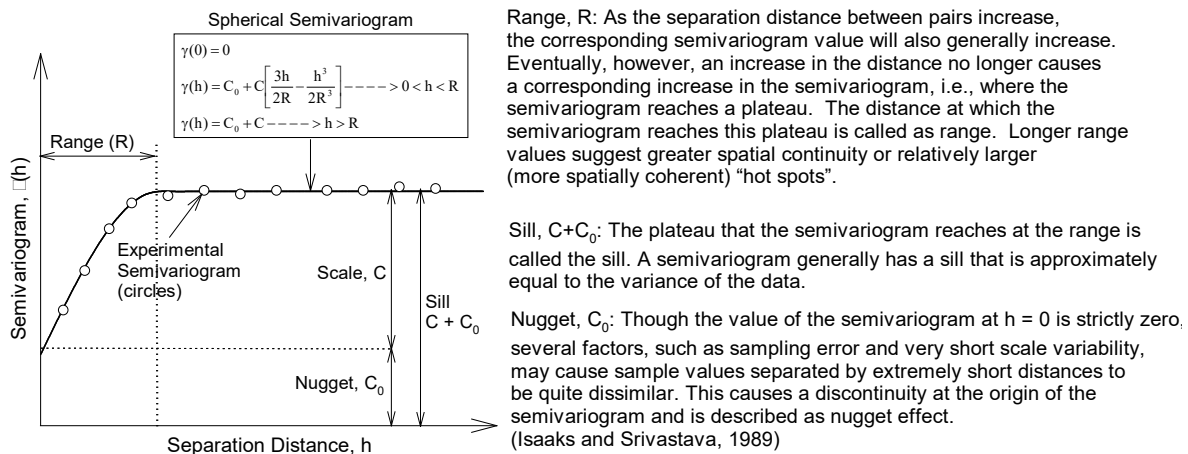 Spherical Semivariogram
γ(0) = 0
γ(h) = C₀ + C[3h/2R − h³/2R³] ----> 0 < h < R
γ(h) = C₀ + C ----> h > R
Range (R)
Semivariogram, □(h)
Experimental
Semivariogram
(circles)
Scale, C
Sill
C + C₀
Nugget, C₀
Separation Distance, h
Range, R: As the separation distance between pairs increase,
the corresponding semivariogram value will also generally increase.
Eventually, however, an increase in the distance no longer causes
a corresponding increase in the semivariogram, i.e., where the
semivariogram reaches a plateau. The distance at which the
semivariogram reaches this plateau is called as range. Longer range
values suggest greater spatial continuity or relatively larger
(more spatially coherent) “hot spots”.
Sill, C+C₀: The plateau that the semivariogram reaches at the range is
called the sill. A semivariogram generally has a sill that is approximately
equal to the variance of the data.
Nugget, C₀: Though the value of the semivariogram at h = 0 is strictly zero,
several factors, such as sampling error and very short scale variability,
may cause sample values separated by extremely short distances to
be quite dissimilar. This causes a discontinuity at the origin of the
semivariogram and is described as nugget effect.
(Isaaks and Srivastava, 1989)